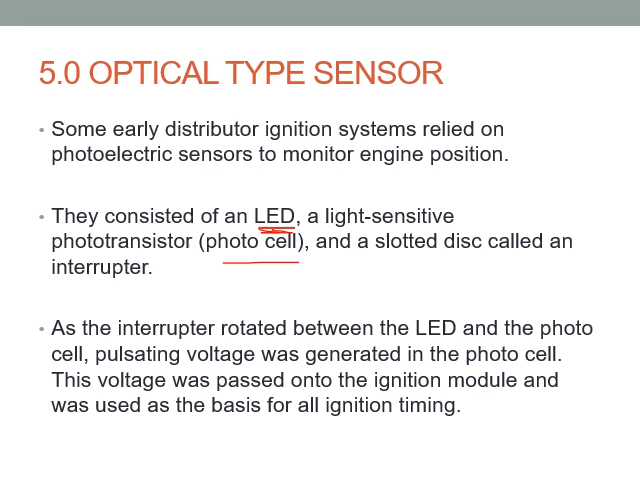 5.0 OPTICAL TYPE SENSOR
• Some early distributor ignition systems relied on
photoelectric sensors to monitor engine position.
• They consisted of an LED, a light-sensitive
phototransistor (photo cell), and a slotted disc called an
interrupter.
• As the interrupter rotated between the LED and the photo
cell, pulsating voltage was generated in the photo cell.
This voltage was passed onto the ignition module and
was used as the basis for all ignition timing.